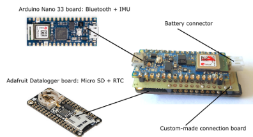 Arduino Nano 33 board: Bluetooth + IMU
Battery connector
Adafruit Datalogger board: Micro SD + RTC
Custom-made connection board